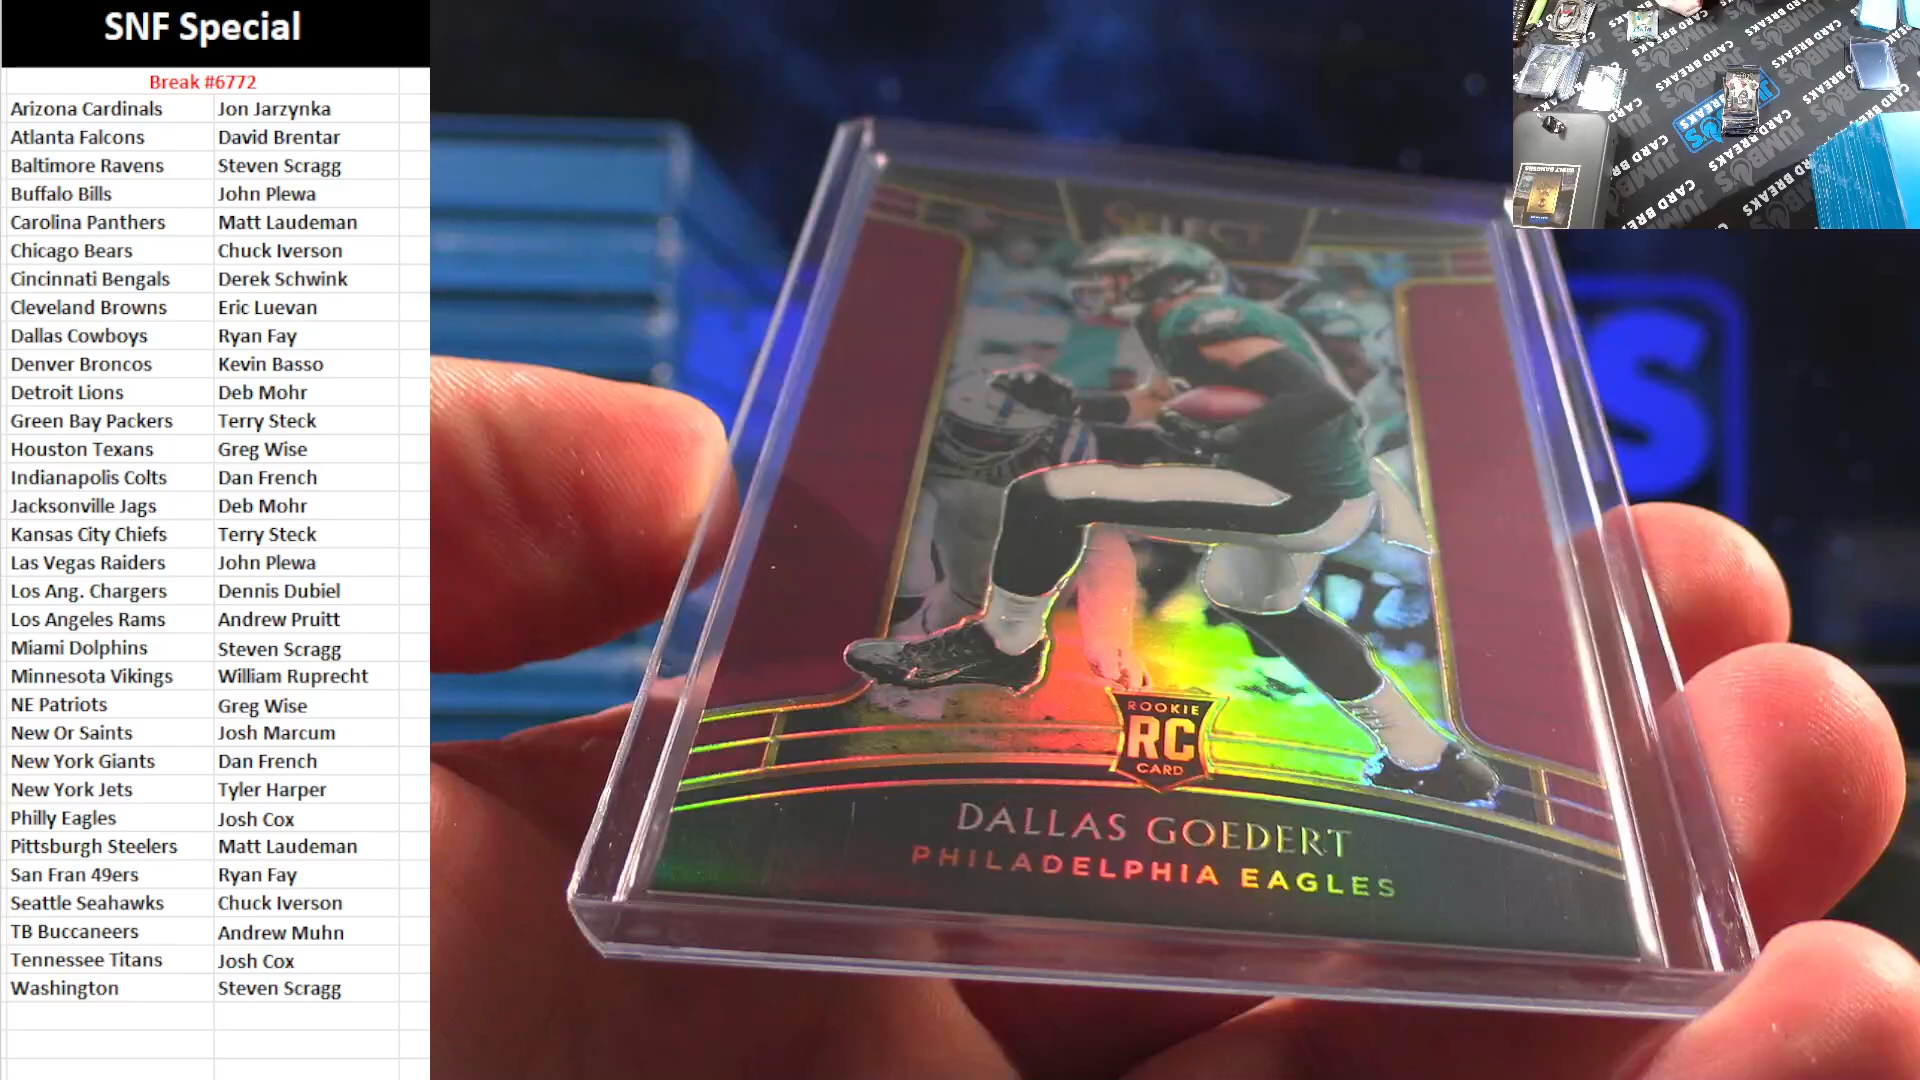 SNF Special
Break #6772
Arizona Cardinals Jon Jarzynka
Atlanta Falcons David Brentar
Baltimore Ravens Steven Scragg
Buffalo Bills John Plewa
Carolina Panthers Matt Laudeman
Chicago Bears Chuck Iverson
Cincinnati Bengals Derek Schwink
Cleveland Browns Eric Luevan
Dallas Cowboys Ryan Fay
Denver Broncos Kevin Basso
Detroit Lions Deb Mohr
Green Bay Packers Terry Steck
Houston Texans Greg Wise
Indianapolis Colts Dan French
Jacksonville Jags Deb Mohr
Kansas City Chiefs Terry Steck
Las Vegas Raiders John Plewa
Los Ang. Chargers Dennis Dubiel
Los Angeles Rams Andrew Pruitt
Miami Dolphins Steven Scragg
Minnesota Vikings William Ruprecht
NE Patriots Greg Wise
New Or Saints Josh Marcum
New York Giants Dan French
New York Jets Tyler Harper
Philly Eagles Josh Cox
Pittsburgh Steelers Matt Laudeman
San Fran 49ers Ryan Fay
Seattle Seahawks Chuck Iverson
TB Buccaneers Andrew Muhn
Tennessee Titans Josh Cox
Washington Steven Scragg
SELECT
ROOKIE
RC
CARD
DALLAS GOEDERT
PHILADELPHIA EAGLES
JUMBO'S
CARD BREAKS